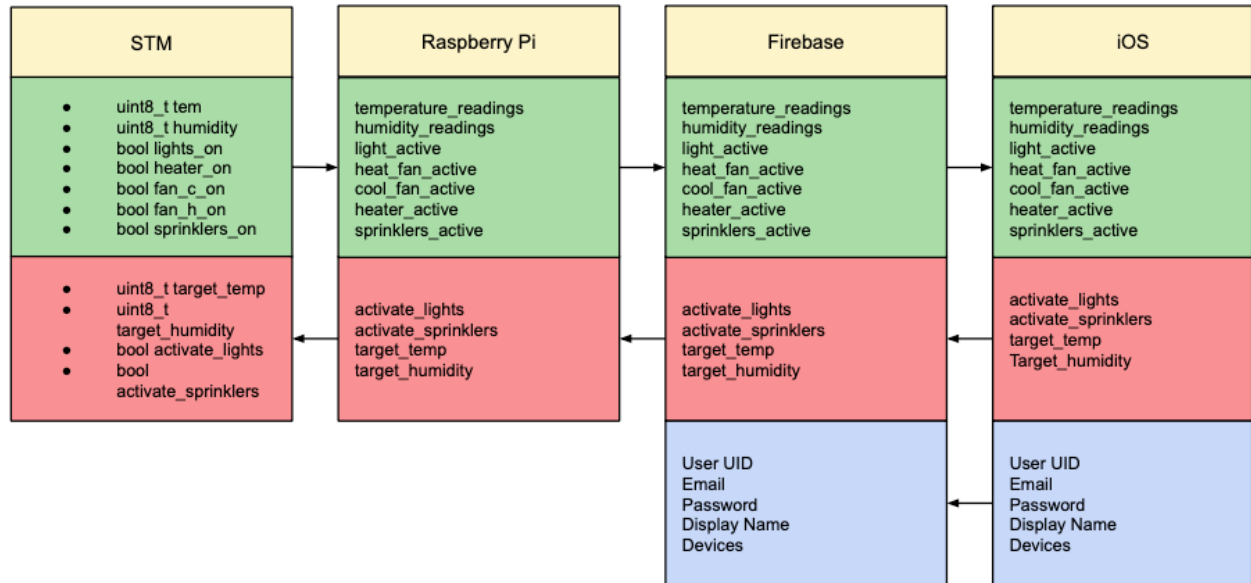 STM
● uint8_t tem
● uint8_t humidity
● bool lights_on
● bool heater_on
● bool fan_c_on
● bool fan_h_on
● bool sprinklers_on
● uint8_t target_temp
● uint8_t
target_humidity
● bool activate_lights
● bool
activate_sprinklers
Raspberry Pi
temperature_readings
humidity_readings
light_active
heat_fan_active
cool_fan_active
heater_active
sprinklers_active
activate_lights
activate_sprinklers
target_temp
target_humidity
Firebase
temperature_readings
humidity_readings
light_active
heat_fan_active
cool_fan_active
heater_active
sprinklers_active
activate_lights
activate_sprinklers
target_temp
target_humidity
User UID
Email
Password
Display Name
Devices
iOS
temperature_readings
humidity_readings
light_active
heat_fan_active
cool_fan_active
heater_active
sprinklers_active
activate_lights
activate_sprinklers
target_temp
Target_humidity
User UID
Email
Password
Display Name
Devices